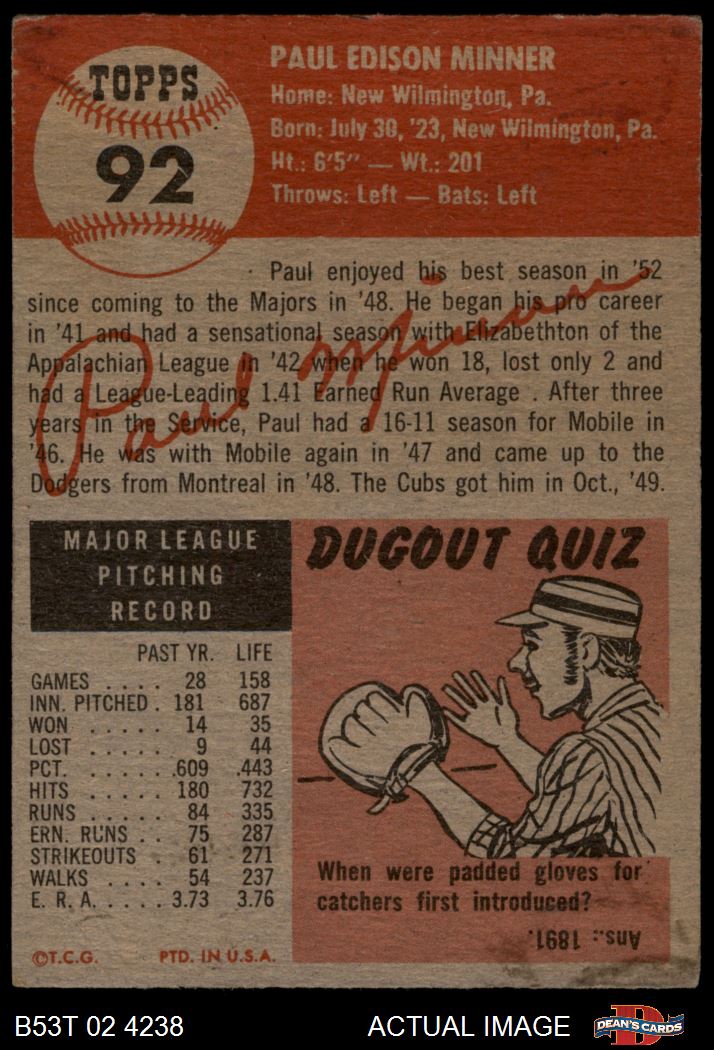 TOPPS
92
PAUL EDISON MINNER
Home: New Wilmington, Pa.
Born: July 30, '23, New Wilmington, Pa.
Ht.: 6'5" — Wt.: 201
Throws: Left — Bats: Left
Paul enjoyed his best season in '52
since coming to the Majors in '48. He began his pro career
in '41 and had a sensational season with Elizabethton of the
Appalachian League in '42 when he won 18, lost only 2 and
had a League-Leading 1.41 Earned Run Average . After three
years in the Service, Paul had a 16-11 season for Mobile in
'46. He was with Mobile again in '47 and came up to the
Dodgers from Montreal in '48. The Cubs got him in Oct., '49.
Paul Minner
MAJOR LEAGUE
PITCHING
RECORD
PAST YR. LIFE
GAMES . . . . 28 158
INN. PITCHED . 181 687
WON . . . . . 14 35
LOST . . . . . 9 44
PCT. . . . . . .609 .443
HITS . . . . . 180 732
RUNS . . . . . 84 335
ERN. RUNS . . 75 287
STRIKEOUTS . 61 271
WALKS . . . . 54 237
E. R. A. . . . . 3.73 3.76
©T.C.G. PTD. IN U.S.A.
DUGOUT QUIZ
When were padded gloves for
catchers first introduced?
Ans.: 1891.
B53T 02 4238
ACTUAL IMAGE
D
DEAN'S CARDS